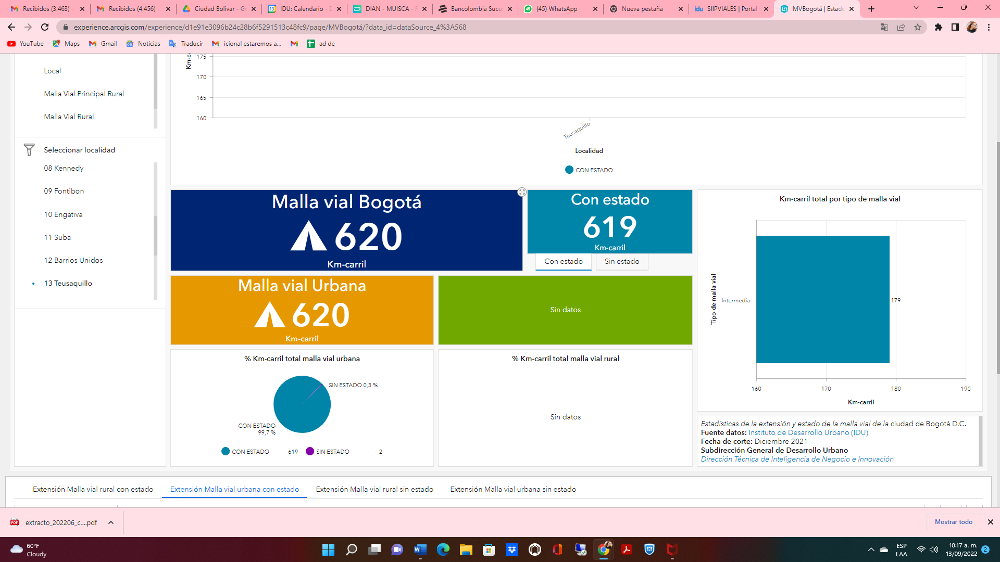 Recibidos (3.463) -
Recibidos (4.456) -
Ciudad Bolivar - Go
IDU: Calendario - D
DIAN - MUISCA - P
Bancolombia Sucu
(45) WhatsApp
Nueva pestaña
SIIPVIALES | Portal
MVBogotá | Estado
experience.arcgis.com/experience/d1e91e3096b24c28b6f5291513c48fc9/page/MVBogotá/?data_id=dataSource_4%3A568
YouTube
Maps
Gmail
Noticias
Traducir
icional estaremos a...
ad de
Local
Malla Vial Principal Rural
Malla Vial Rural
Seleccionar localidad
08 Kennedy
09 Fontibon
10 Engativa
11 Suba
12 Barrios Unidos
13 Teusaquillo
Km-c
175
170
165
160
Teusaquillo
Localidad
CON ESTADO
Malla vial Bogotá
620
Km-carril
Con estado
619
Km-carril
Con estado
Sin estado
Malla vial Urbana
620
Km-carril
Sin datos
Km-carril total por tipo de malla vial
Tipo de malla vial
Intermedia
179
160
170
180
190
Km-carril
% Km-carril total malla vial urbana
SIN ESTADO 0,3 %
CON ESTADO
99,7 %
CON ESTADO 619
SIN ESTADO 2
% Km-carril total malla vial rural
Sin datos
Estadísticas de la extensión y estado de la malla vial de la ciudad de Bogotá D.C.
Fuente datos: Instituto de Desarrollo Urbano (IDU)
Fecha de corte: Diciembre 2021
Subdirección General de Desarrollo Urbano
Dirección Técnica de Inteligencia de Negocio e Innovación
Extensión Malla vial rural con estado
Extensión Malla vial urbana con estado
Extensión Malla vial rural sin estado
Extensión Malla vial urbana sin estado
extracto_202206_c....pdf
Mostrar todo
60°F
Cloudy
ESP
LAA
10:17 a. m.
13/09/2022
2